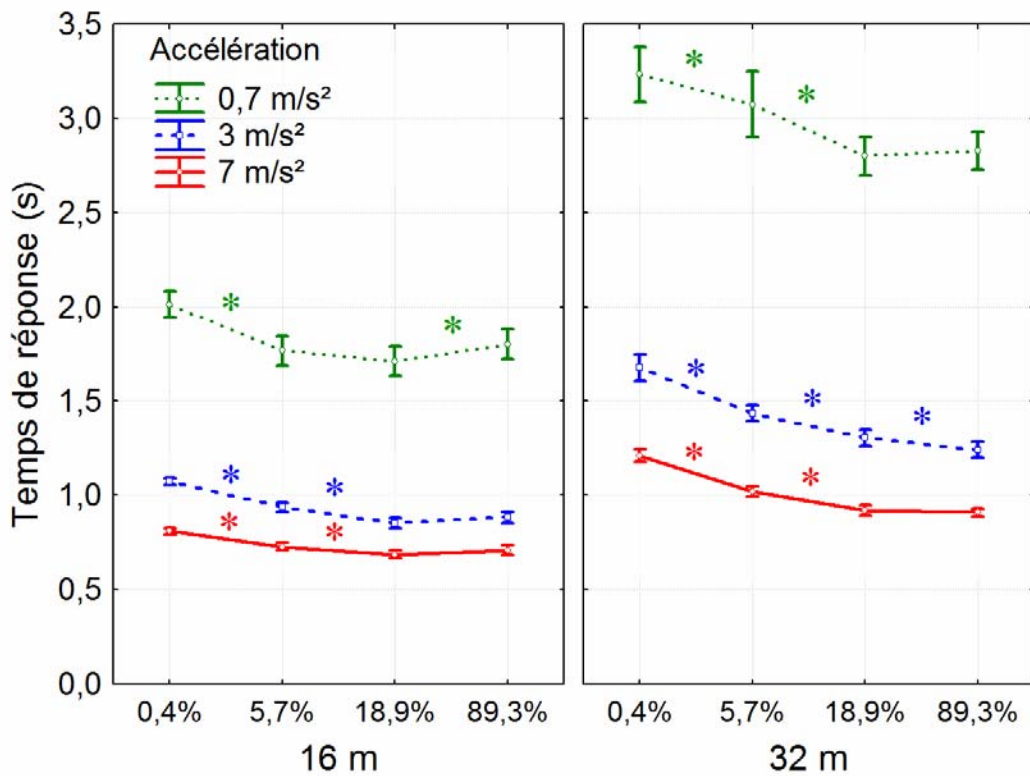 Accélération
0,7 m/s²
3 m/s²
7 m/s²
Temps de réponse (s)
3,5
3,0
2,5
2,0
1,5
1,0
0,5
0,0
* * * * * *
* * * * * * *
0,4% 5,7% 18,9% 89,3%
0,4% 5,7% 18,9% 89,3%
16 m
32 m